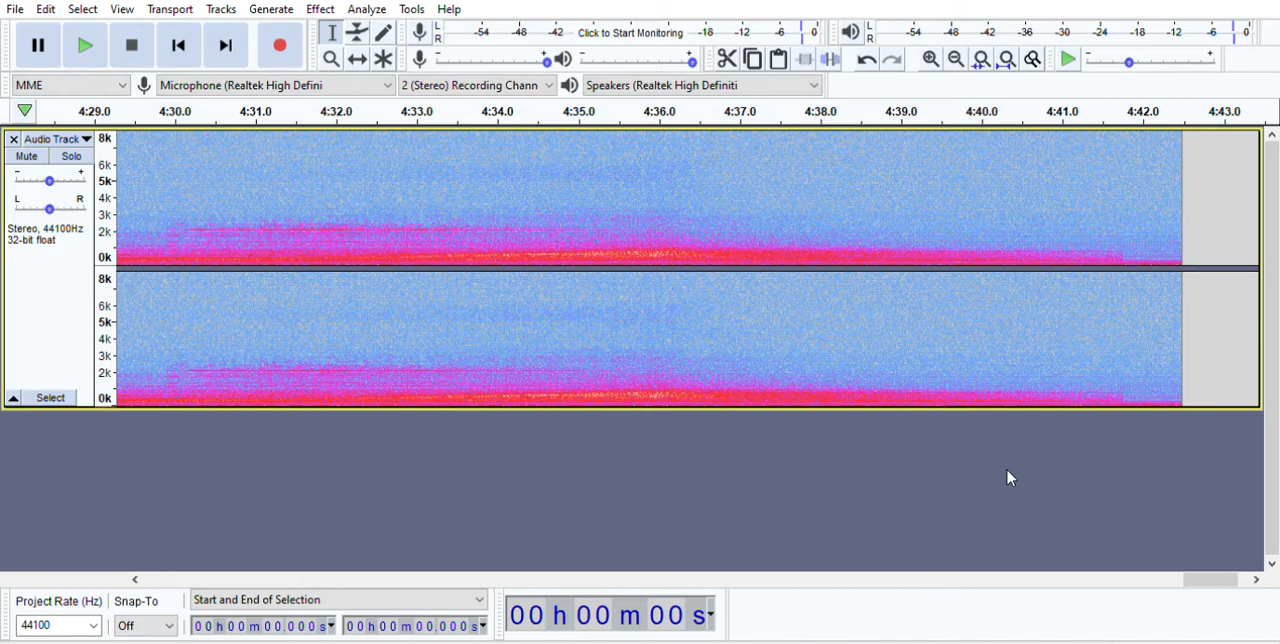 File Edit Select View Transport Tracks Generate Effect Analyze Tools Help
L R -54 -48 -42 Click to Start Monitoring -18 -12 -6 0 L R -54 -48 -42 -36 -30 -24 -18 -12 -6 0
- + - + - +
MME Microphone (Realtek High Defini 2 (Stereo) Recording Chann Speakers (Realtek High Definiti
4:29.0 4:30.0 4:31.0 4:32.0 4:33.0 4:34.0 4:35.0 4:36.0 4:37.0 4:38.0 4:39.0 4:40.0 4:41.0 4:42.0 4:43.0
Audio Track
Mute Solo
- +
L R
Stereo, 44100Hz
32-bit float
8k
6k
5k
4k
3k
2k
0k
8k
6k
5k
4k
3k
2k
0k
Select
Project Rate (Hz) Snap-To Start and End of Selection
44100 Off 00 h 00 m 00.000 s 00 h 00 m 00.000 s
00 h 00 m 00 s